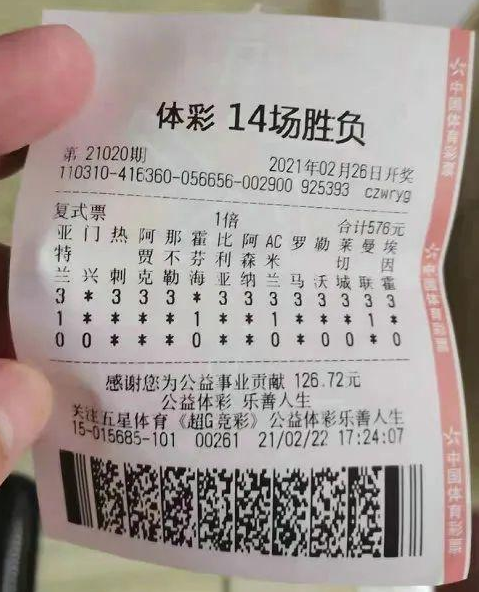 体彩 14场胜负
第 21020期 2021年02月26日开奖
110310-416360-056656-002900 925393 czwryg
复式票 1倍 合计576元
亚 门 热 阿 那 霍 比 阿 AC 罗 勒 莱 曼 埃
特 贾 不 芬 利 森 米 切 因
兰 兴 刺 克 勒 海 亚 纳 兰 马 沃 城 联 霍
3 * 3 3 3 * 3 3 3 3 3 3 3 3
1 * * * * 1 * * 1 * * * 1 *
0 0 * * * 0 * * 0 * 0 0 * 0
感谢您为公益事业贡献 126.72元
公益体彩 乐善人生
关注五星体育《超G竞彩》公益体彩乐善人生
15-015685-101 00261 21/02/22 17:24:07
中国体育彩票
中国体育彩票
中国体育彩票